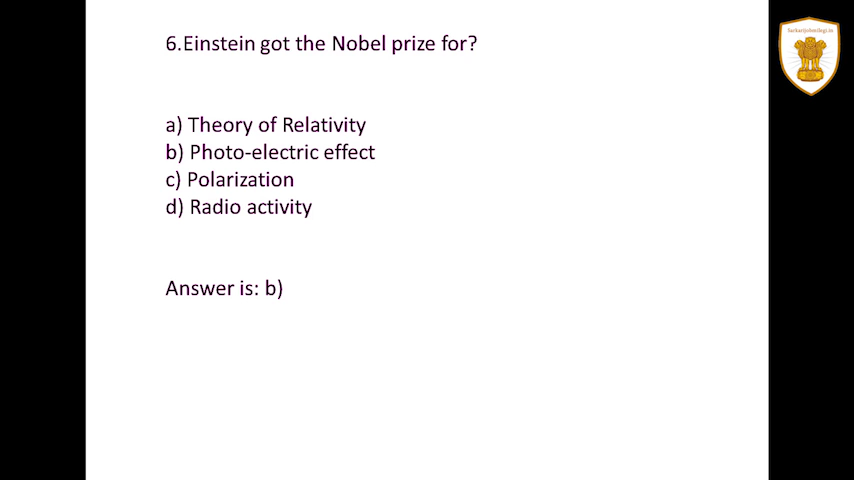 6.Einstein got the Nobel prize for?
a) Theory of Relativity
b) Photo-electric effect
c) Polarization
d) Radio activity
Answer is: b)